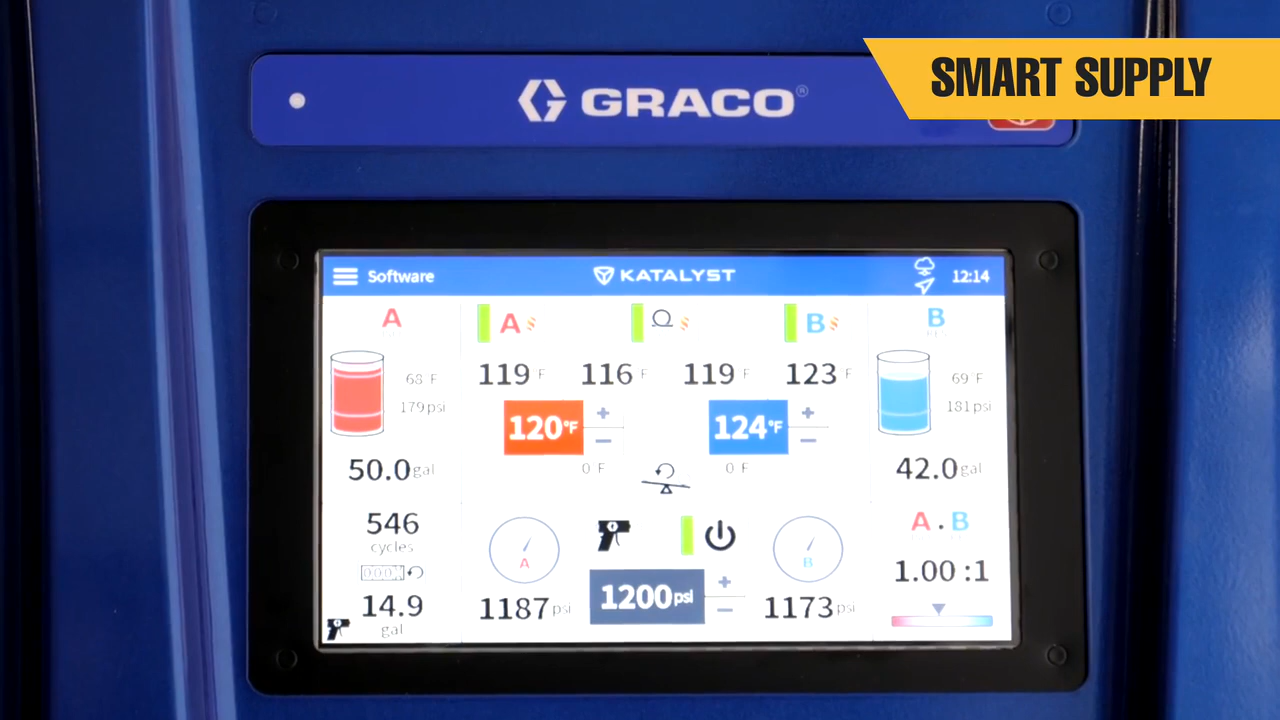 SMART SUPPLY
GRACO®
Software
KATALYST
12:14
A
A
B
B
68°F
179 psi
119 °F
116 °F
119 °F
123 °F
69°F
181 psi
120°F
+
−
124°F
+
−
50.0 gal
0 °F
0 °F
42.0 gal
546
cycles
A
B
A : B
1.00 :1
14.9
gal
1187 psi
1200 psi
+
−
1173 psi